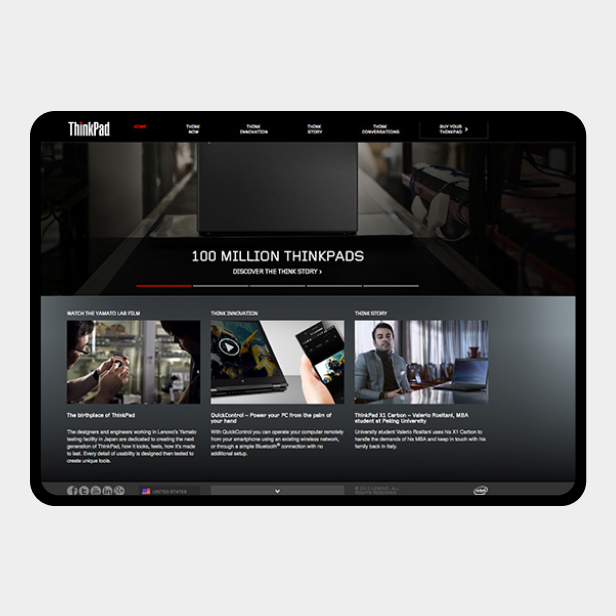 ThinkPad
HOME
THINK
NOW
THINK
INNOVATION
THINK
STORY
THINK
CONVERSATIONS
BUY YOUR
THINKPAD
100 MILLION THINKPADS
DISCOVER THE THINK STORY ›
WATCH THE YAMATO LAB FILM
The birthplace of ThinkPad
The designers and engineers working in Lenovo's Yamato
testing facility in Japan are dedicated to creating the next
generation of ThinkPad, how it looks, feels, how it's made
to last. Every detail of usability is designed then tested to
create unique tools.
THINK INNOVATION
QuickControl – Power your PC from the palm of
your hand
With QuickControl you can operate your computer remotely
from your smartphone using an existing wireless network,
or through a simple Bluetooth® connection with no
additional setup.
THINK STORY
ThinkPad X1 Carbon – Valerio Roeitani, MBA
student at Peking University
University student Valerio Roeitani uses his X1 Carbon to
handle the demands of his MBA and keep in touch with his
family back in Italy.
UNITED STATES
LENOVO. ALL
RIGHTS RESERVED.
intel